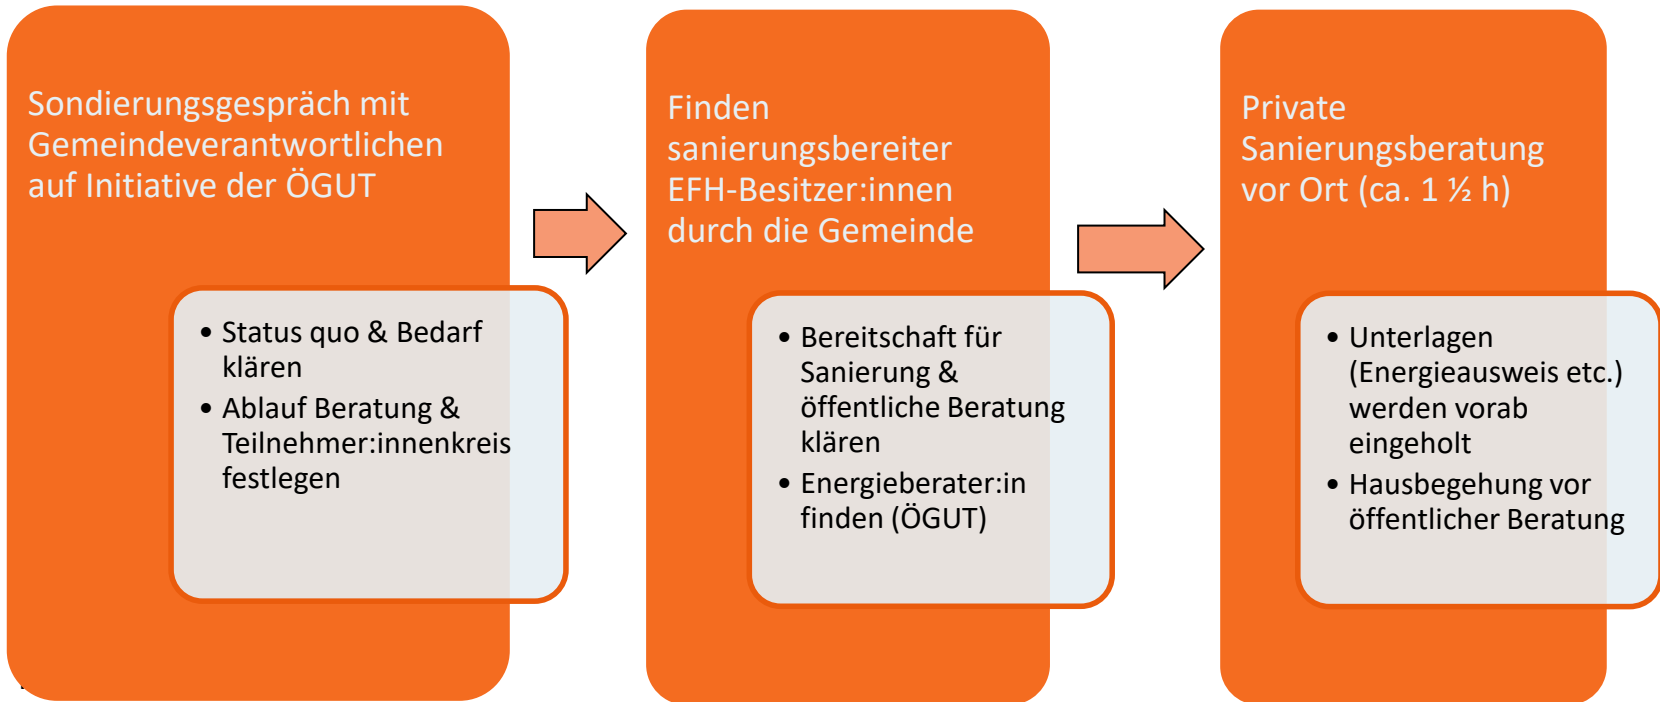 Sondierungsgespräch mit
Gemeindeverantwortlichen
auf Initiative der ÖGUT
• Status quo & Bedarf
klären
• Ablauf Beratung &
Teilnehmer:innenkreis
festlegen
Finden
sanierungsbereiter
EFH-Besitzer:innen
durch die Gemeinde
• Bereitschaft für
Sanierung &
öffentliche Beratung
klären
• Energieberater:in
finden (ÖGUT)
Private
Sanierungsberatung
vor Ort (ca. 1 ½ h)
• Unterlagen
(Energieausweis etc.)
werden vorab
eingeholt
• Hausbegehung vor
öffentlicher Beratung